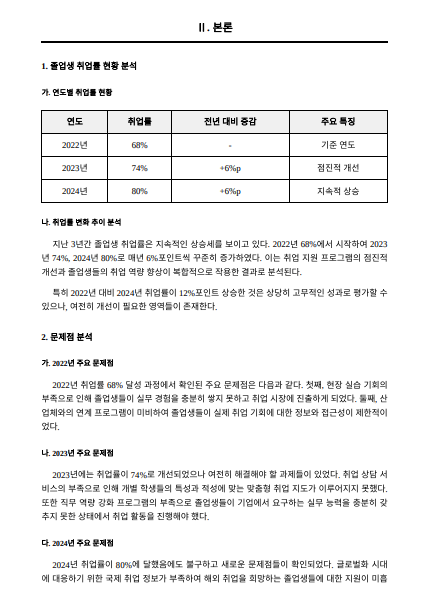 Ⅱ. 본론
1. 졸업생 취업률 현황 분석
가. 연도별 취업률 현황
연도 취업률 전년 대비 증감 주요 특징
2022년 68% - 기준 연도
2023년 74% +6%p 점진적 개선
2024년 80% +6%p 지속적 상승
나. 취업률 변화 추이 분석
지난 3년간 졸업생 취업률은 지속적인 상승세를 보이고 있다. 2022년 68%에서 시작하여 2023
년 74%, 2024년 80%로 매년 6%포인트씩 꾸준히 증가하였다. 이는 취업 지원 프로그램의 점진적
개선과 졸업생들의 취업 역량 향상이 복합적으로 작용한 결과로 분석된다.
특히 2022년 대비 2024년 취업률이 12%포인트 상승한 것은 상당히 고무적인 성과로 평가할 수
있으나, 여전히 개선이 필요한 영역들이 존재한다.
2. 문제점 분석
가. 2022년 주요 문제점
2022년 취업률 68% 달성 과정에서 확인된 주요 문제점은 다음과 같다. 첫째, 현장 실습 기회의
부족으로 인해 졸업생들이 실무 경험을 충분히 쌓지 못하고 취업 시장에 진출하게 되었다. 둘째, 산
업체와의 연계 프로그램이 미비하여 졸업생들이 실제 취업 기회에 대한 정보와 접근성이 제한적이
었다.
나. 2023년 주요 문제점
2023년에는 취업률이 74%로 개선되었으나 여전히 해결해야 할 과제들이 있었다. 취업 상담 서
비스의 부족으로 인해 개별 학생들의 특성과 적성에 맞는 맞춤형 취업 지도가 이루어지지 못했다.
또한 직무 역량 강화 프로그램의 부족으로 졸업생들이 기업에서 요구하는 실무 능력을 충분히 갖
추지 못한 상태에서 취업 활동을 진행해야 했다.
다. 2024년 주요 문제점
2024년 취업률이 80%에 달했음에도 불구하고 새로운 문제점들이 확인되었다. 글로벌화 시대
에 대응하기 위한 국제 취업 정보가 부족하여 해외 취업을 희망하는 졸업생들에 대한 지원이 미흡